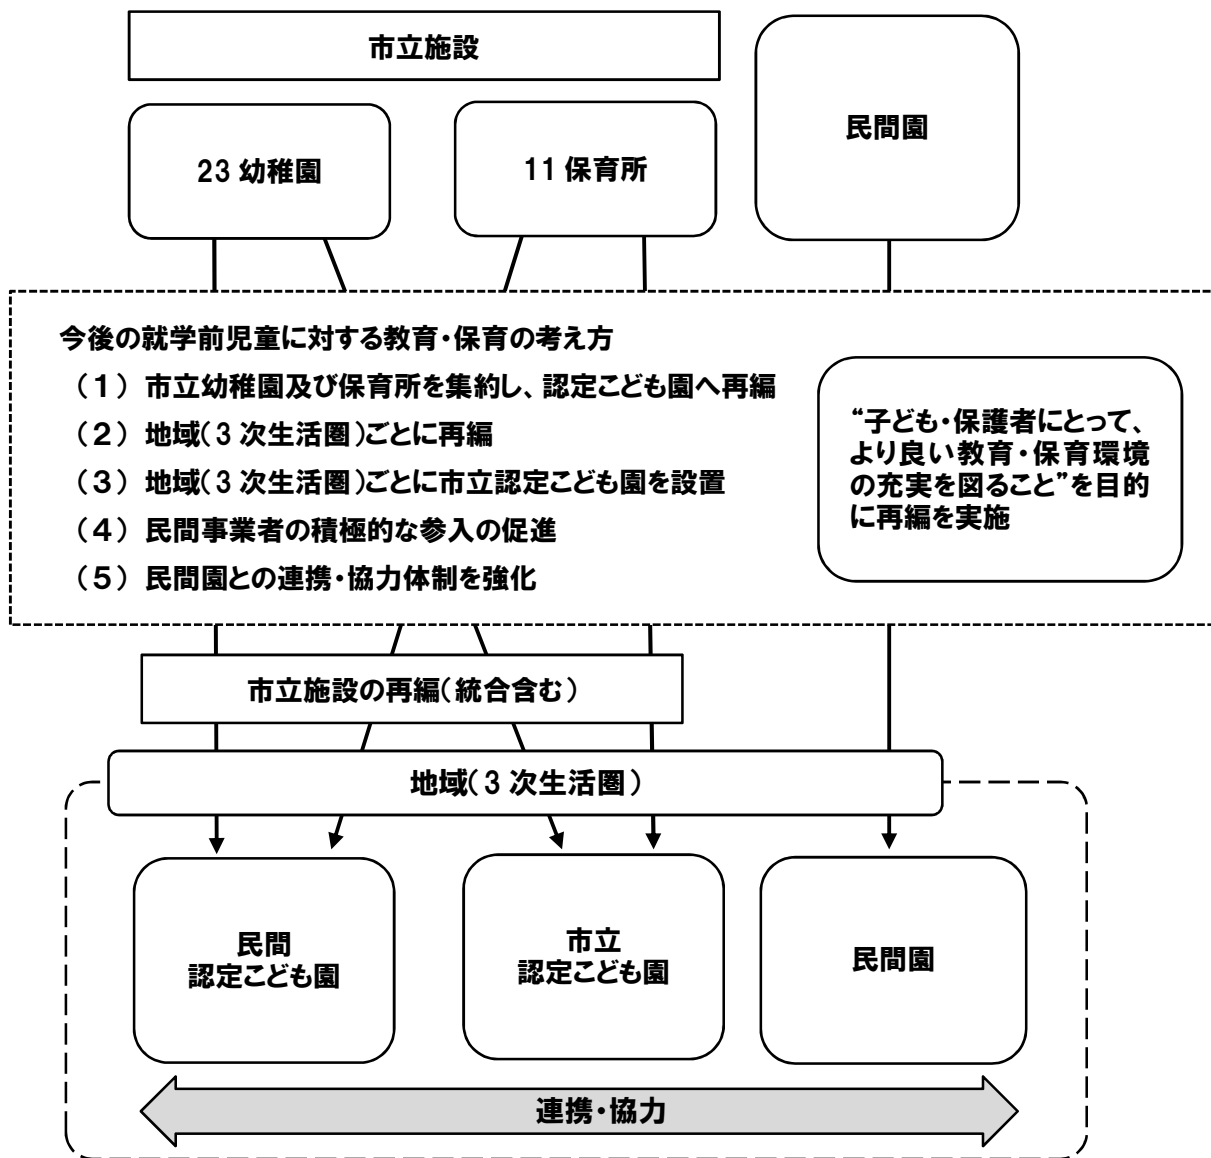 市立施設
民間園
23 幼稚園
11 保育所
今後の就学前児童に対する教育・保育の考え方
（１）市立幼稚園及び保育所を集約し、認定こども園へ再編
（２）地域（３次生活圏）ごとに再編
（３）地域（３次生活圏）ごとに市立認定こども園を設置
（４）民間事業者の積極的な参入の促進
（５）民間園との連携・協力体制を強化
“子ども・保護者にとって、
より良い教育・保育環境
の充実を図ること”を目的
に再編を実施
市立施設の再編（統合含む）
地域（３次生活圏）
民間
認定こども園
市立
認定こども園
民間園
連携・協力